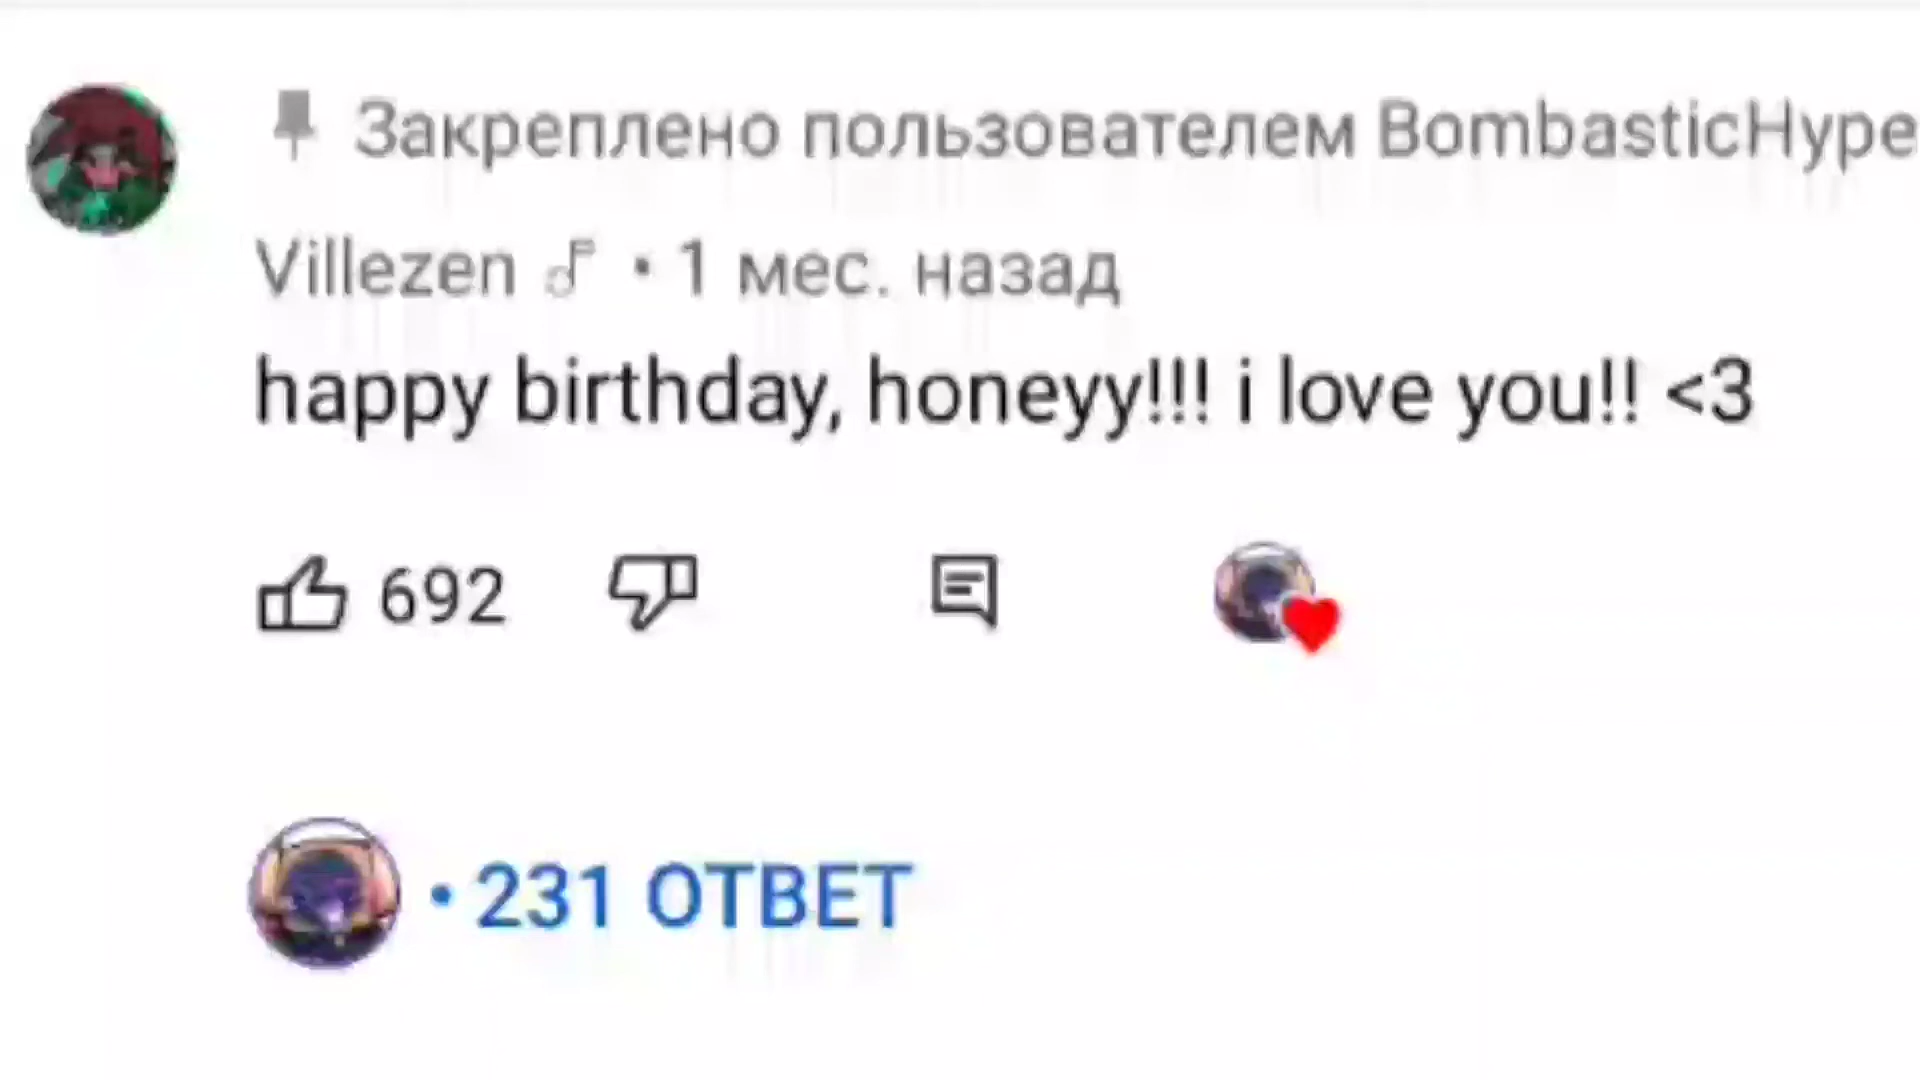 Закреплено пользователем BombasticHype
Villezen • 1 мес. назад
happy birthday, honeyy!!! i love you!! <3
692
• 231 ОТВЕТ